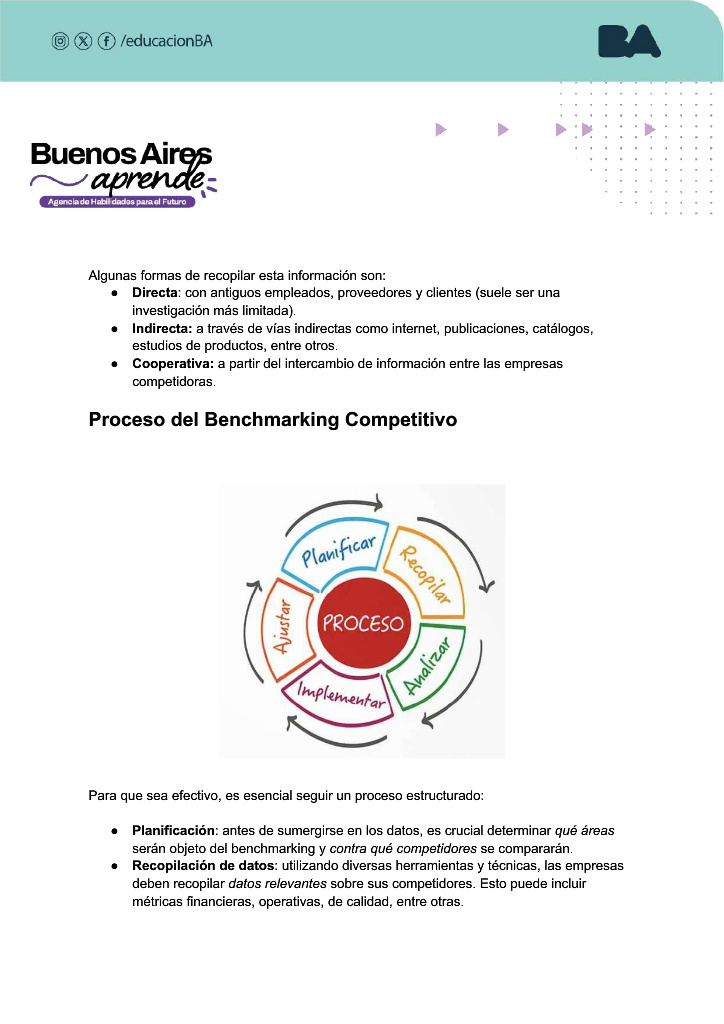 /educacionBA
BA
Buenos Aires
aprende
Agencia de Habilidades para el Futuro
Algunas formas de recopilar esta información son:
● Directa: con antiguos empleados, proveedores y clientes (suele ser una
investigación más limitada).
● Indirecta: a través de vías indirectas como internet, publicaciones, catálogos,
estudios de productos, entre otros.
● Cooperativa: a partir del intercambio de información entre las empresas
competidoras.
Proceso del Benchmarking Competitivo
Planificar
Recopilar
Analizar
Implementar
Ajustar
PROCESO
Para que sea efectivo, es esencial seguir un proceso estructurado:
● Planificación: antes de sumergirse en los datos, es crucial determinar qué áreas
serán objeto del benchmarking y contra qué competidores se compararán.
● Recopilación de datos: utilizando diversas herramientas y técnicas, las empresas
deben recopilar datos relevantes sobre sus competidores. Esto puede incluir
métricas financieras, operativas, de calidad, entre otras.